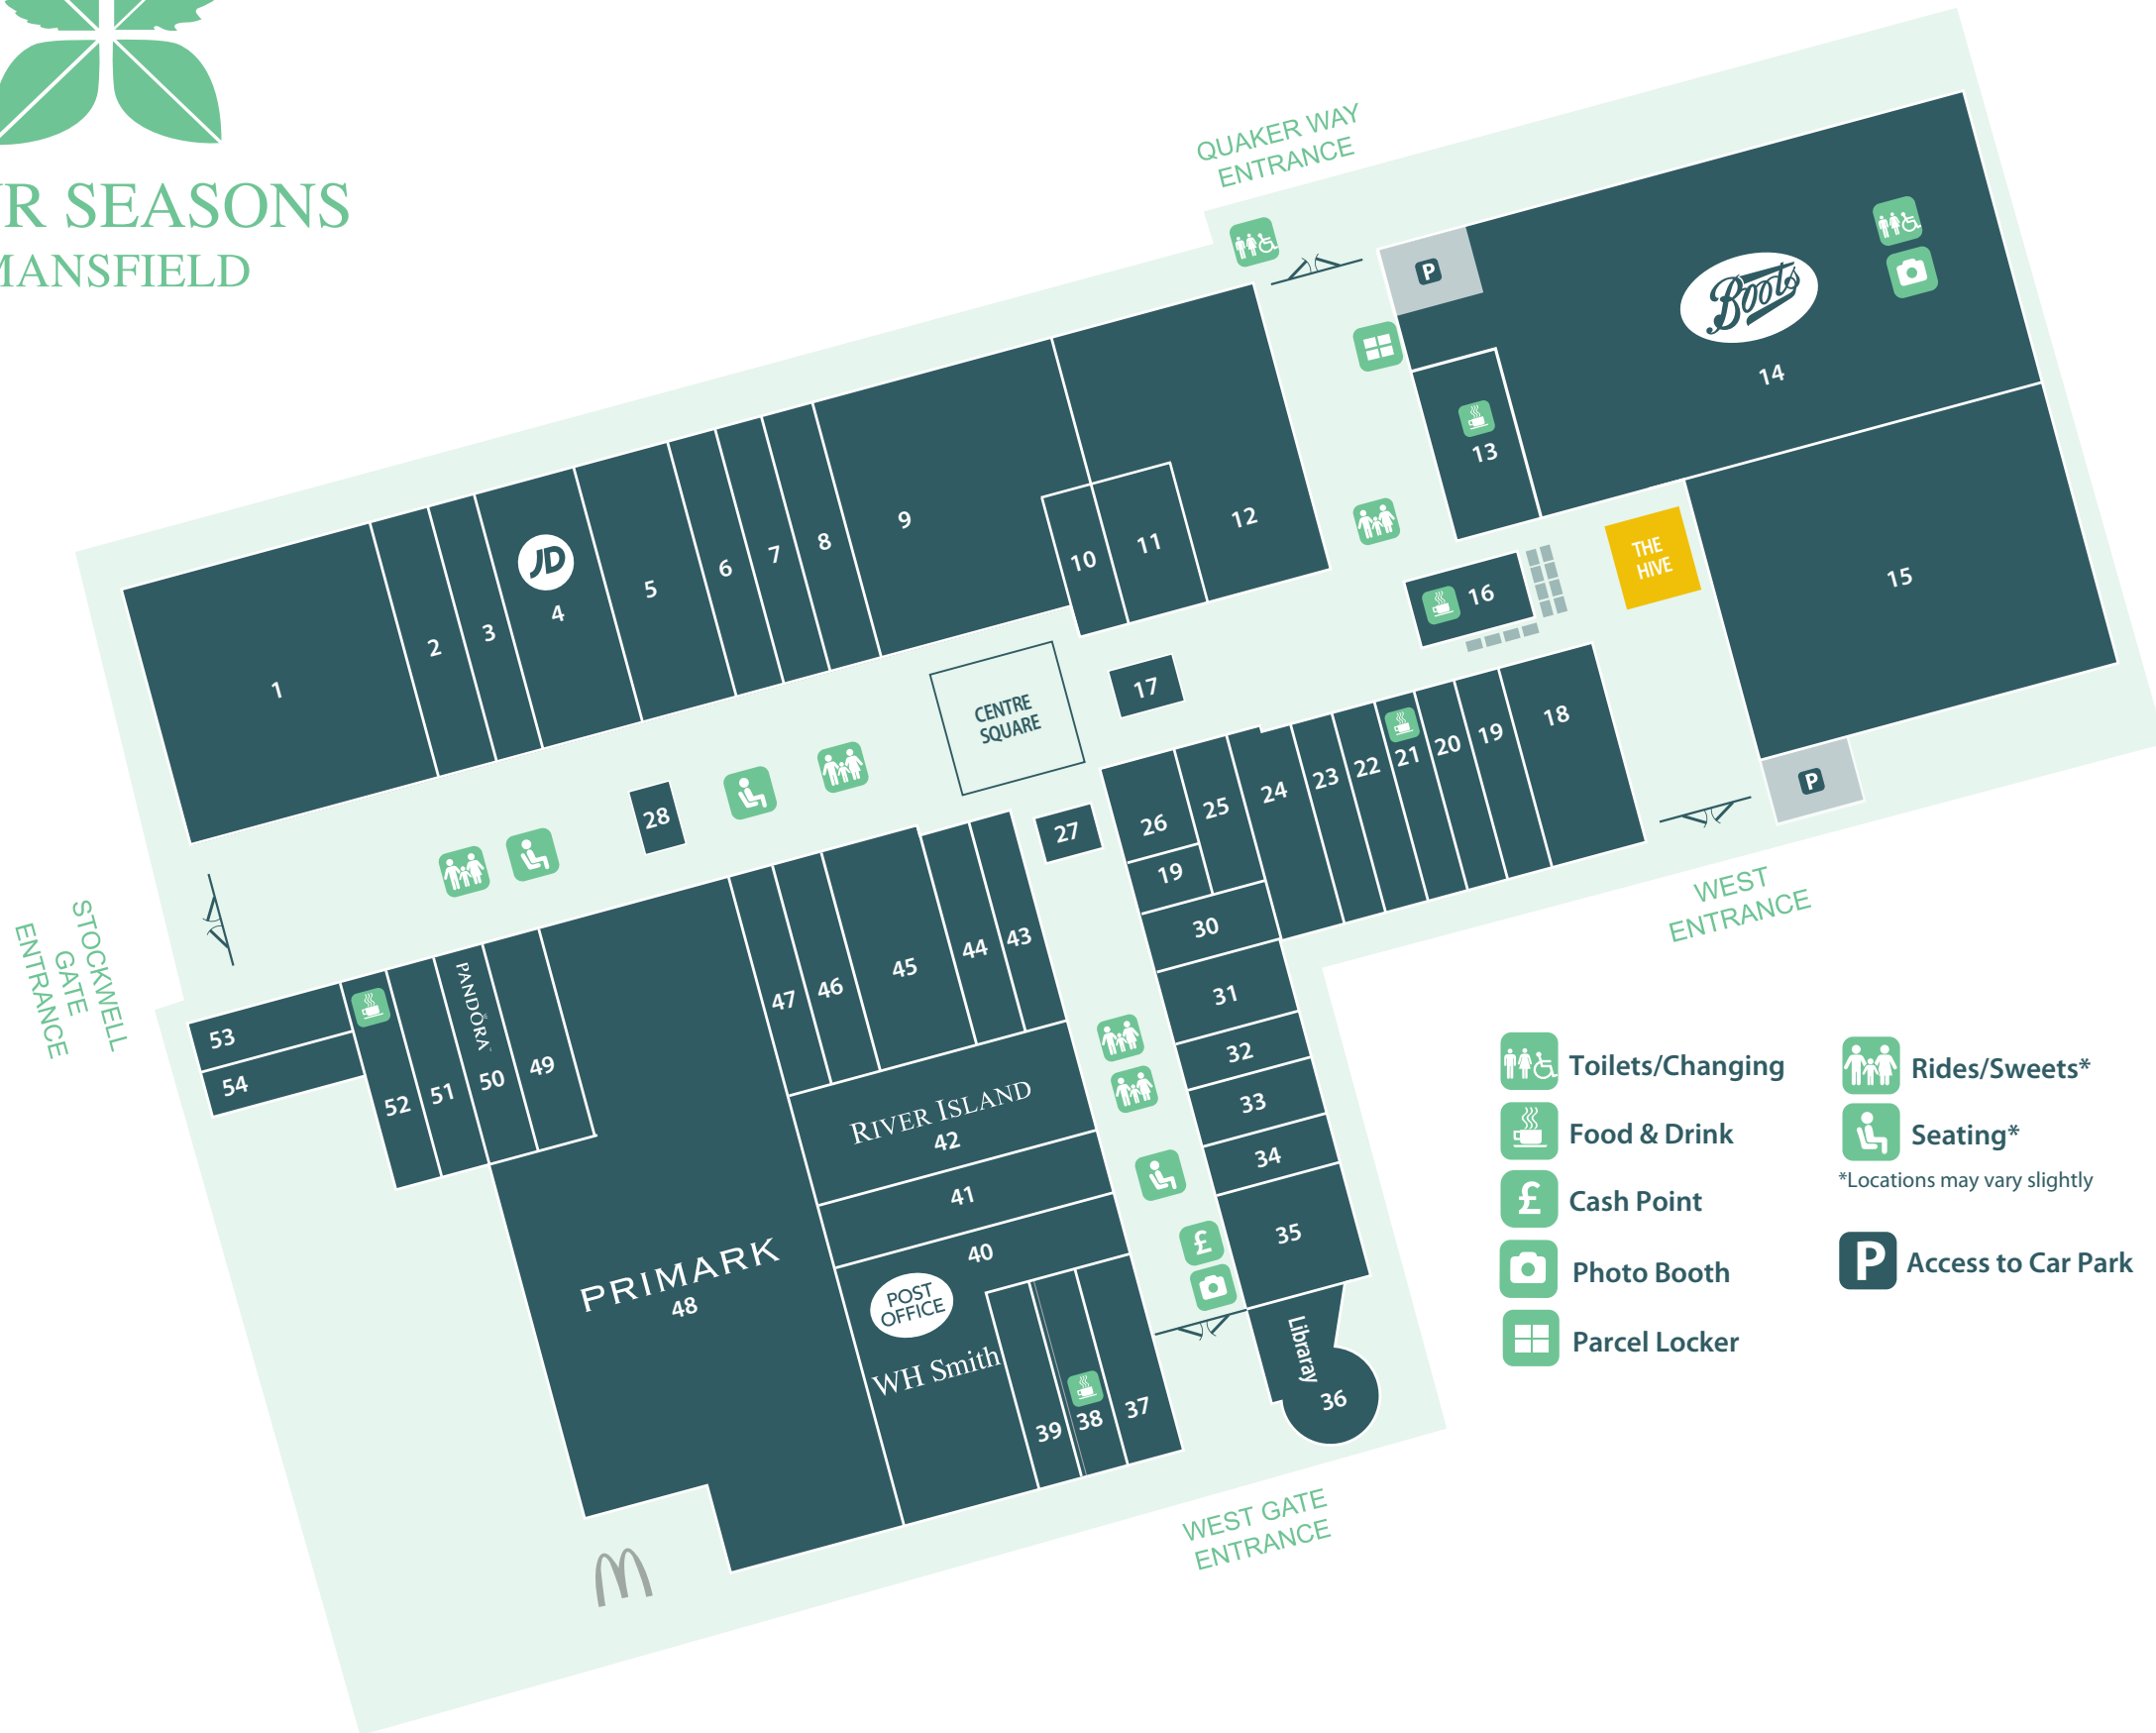 R SEASONS
MANSFIELD
QUAKER WAY
ENTRANCE
P
Boots
14
13
1
2
3
JD
4
5
6
7
8
9
10
11
12
THE
HIVE
15
16
17
CENTRE
SQUARE
18
19
20
21
22
23
24
25
26
19
27
28
P
WEST
ENTRANCE
STOCKWELL
GATE
ENTRANCE
30
31
32
33
34
35
Libraray
36
43
44
45
46
47
53
54
52
51
PANDORA
50
49
RIVER ISLAND
42
41
40
PRIMARK
48
POST
OFFICE
WH Smith
39
38
37
£
WEST GATE
ENTRANCE
Toilets/Changing
Food & Drink
£ Cash Point
Photo Booth
Parcel Locker
Rides/Sweets*
Seating*
*Locations may vary slightly
P Access to Car Park